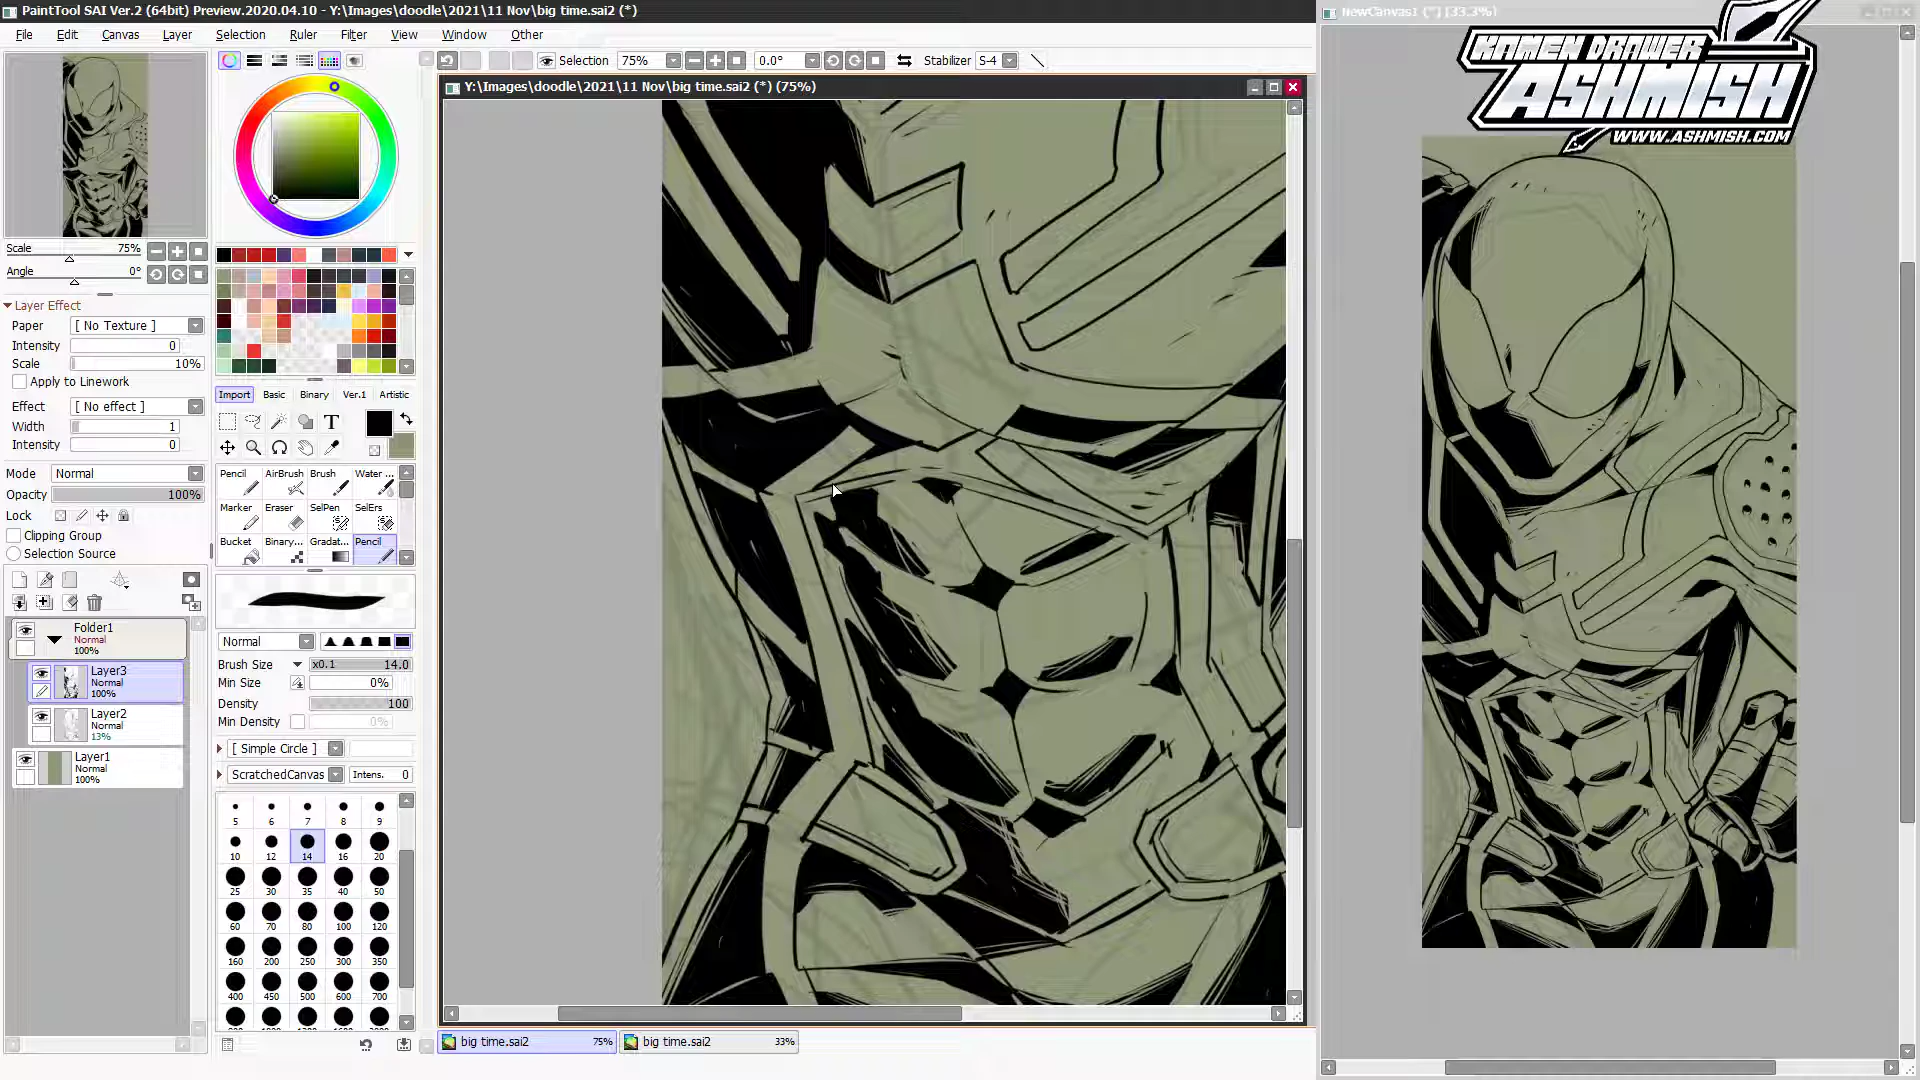 PaintTool SAI Ver.2 (64bit) Preview.2020.04.10 - Y:\Images\doodle\2021\11 Nov\big time.sai2 (*)
NewCanvas1 (*) [33.3%]
File Edit Canvas Layer Selection Ruler Filter View Window Other
KAMEN DRAWER
ASHMISH
WWW.ASHMISH.COM
Selection 75% 0.0° Stabilizer S-4
Y:\Images\doodle\2021\11 Nov\big time.sai2 (*) (75%)
Scale 75%
Angle 0°
Layer Effect
Paper [ No Texture ]
Intensity 0
Scale 10%
Apply to Linework
Effect [ No effect ]
Width 1
Intensity 0
Mode Normal
Opacity 100%
Lock
Clipping Group
Selection Source
Folder1
Normal
100%
Layer3
Normal
100%
Layer2
Normal
13%
Layer1
Normal
100%
Import Basic Binary Ver.1 Artistic
T
Pencil AirBrush Brush Water ...
Marker Eraser SelPen SelErs
Bucket Binary... Gradat... Pencil
Normal
Brush Size x0.1 14.0
Min Size 0%
Density 100
Min Density 0%
[ Simple Circle ]
ScratchedCanvas Intens. 0
5 6 7 8 9
10 12 14 16 20
25 30 35 40 50
60 70 80 100 120
160 200 250 300 350
400 450 500 600 700
big time.sai2 75% big time.sai2 33%